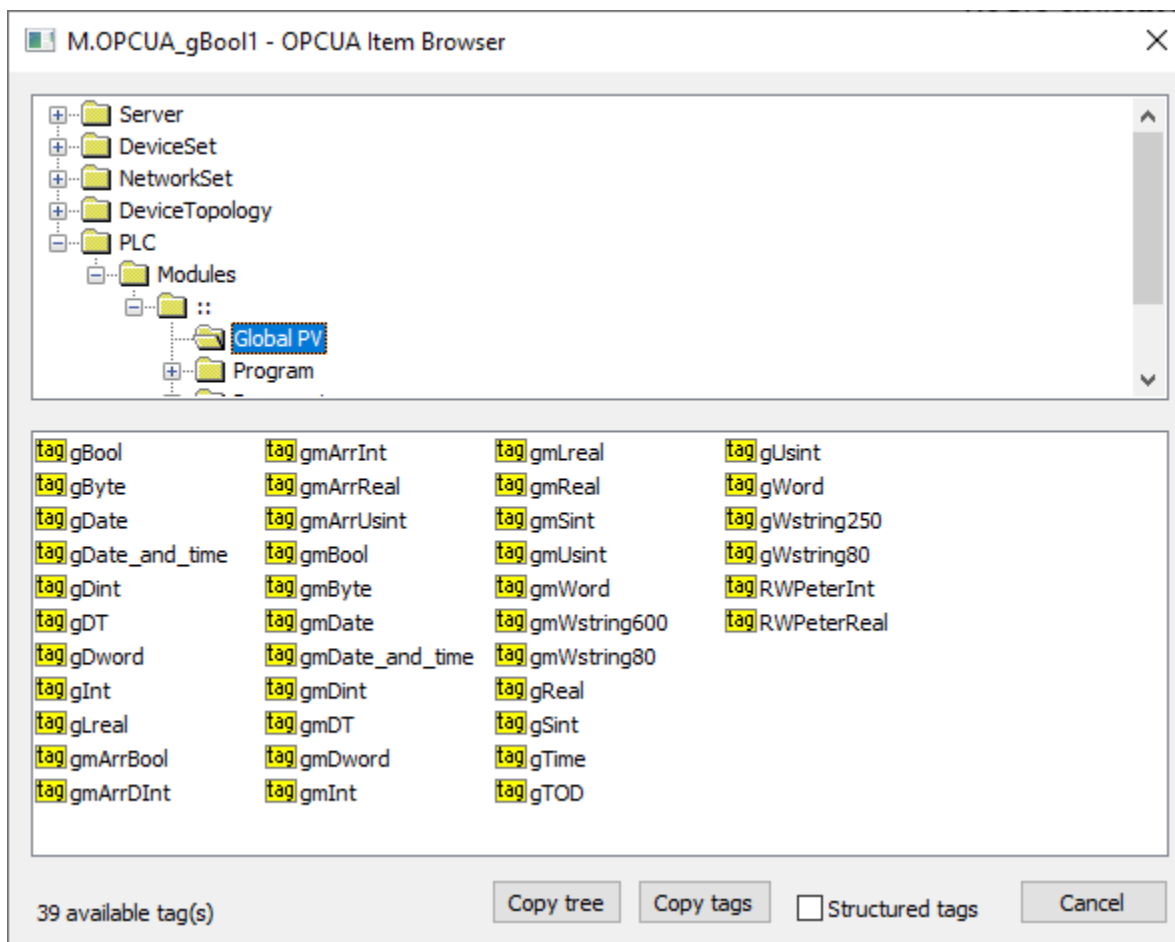 M.OPCUA_gBool1 - OPCUA Item Browser
Server
DeviceSet
NetworkSet
DeviceTopology
PLC
Modules
::
Global PV
Program
tag gBool
tag gByte
tag gDate
tag gDate_and_time
tag gDint
tag gDT
tag gDword
tag gInt
tag gLreal
tag gmArrBool
tag gmArrDInt
tag gmArrInt
tag gmArrReal
tag gmArrUsint
tag gmBool
tag gmByte
tag gmDate
tag gmDate_and_time
tag gmDint
tag gmDT
tag gmDword
tag gmInt
tag gmLreal
tag gmReal
tag gmSint
tag gmUsint
tag gmWord
tag gmWstring600
tag gmWstring80
tag gReal
tag gSint
tag gTime
tag gTOD
tag gUsint
tag gWord
tag gWstring250
tag gWstring80
tag RWPeterInt
tag RWPeterReal
39 available tag(s)
Copy tree
Copy tags
Structured tags
Cancel